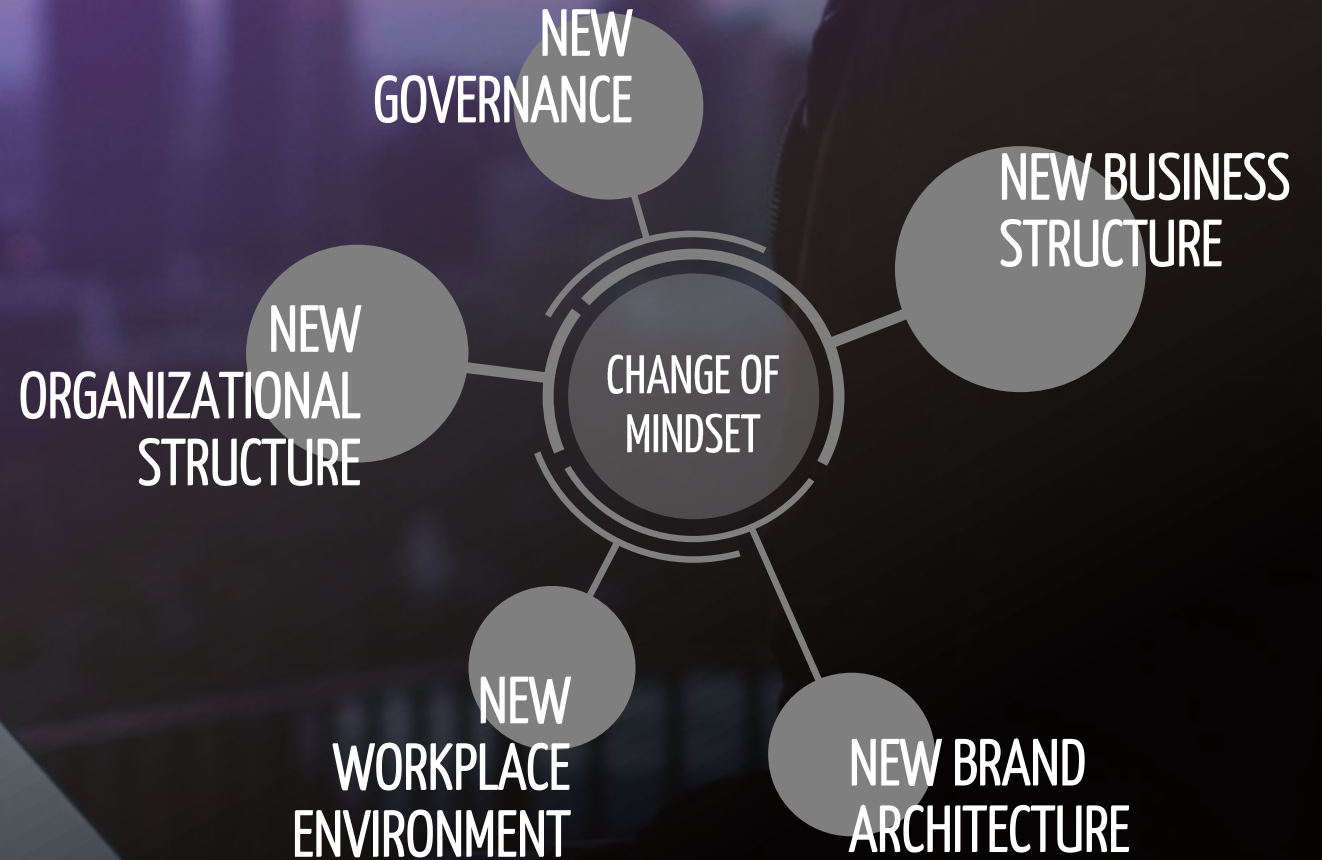 NEW
GOVERNANCE
NEW BUSINESS
STRUCTURE
NEW
ORGANIZATIONAL
STRUCTURE
CHANGE OF
MINDSET
NEW
WORKPLACE
ENVIRONMENT
NEW BRAND
ARCHITECTURE